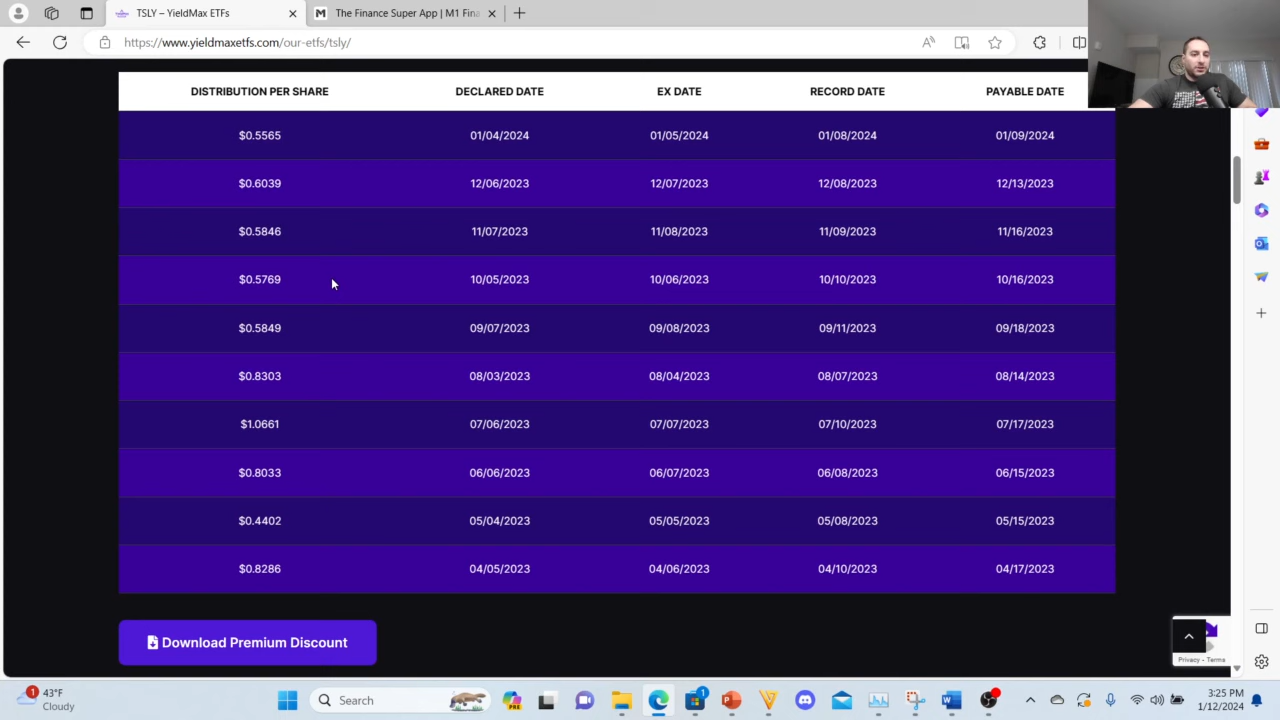 TSLY – YieldMax ETFs
The Finance Super App | M1 Fina
https://www.yieldmaxetfs.com/our-etfs/tsly/
DISTRIBUTION PER SHARE DECLARED DATE EX DATE RECORD DATE PAYABLE DATE
$0.5565 01/04/2024 01/05/2024 01/08/2024 01/09/2024
$0.6039 12/06/2023 12/07/2023 12/08/2023 12/13/2023
$0.5846 11/07/2023 11/08/2023 11/09/2023 11/16/2023
$0.5769 10/05/2023 10/06/2023 10/10/2023 10/16/2023
$0.5849 09/07/2023 09/08/2023 09/11/2023 09/18/2023
$0.8303 08/03/2023 08/04/2023 08/07/2023 08/14/2023
$1.0661 07/06/2023 07/07/2023 07/10/2023 07/17/2023
$0.8033 06/06/2023 06/07/2023 06/08/2023 06/15/2023
$0.4402 05/04/2023 05/05/2023 05/08/2023 05/15/2023
$0.8286 04/05/2023 04/06/2023 04/10/2023 04/17/2023
Download Premium Discount
Privacy - Terms
1
43°F
Cloudy
Search
1
3:25 PM
1/12/2024